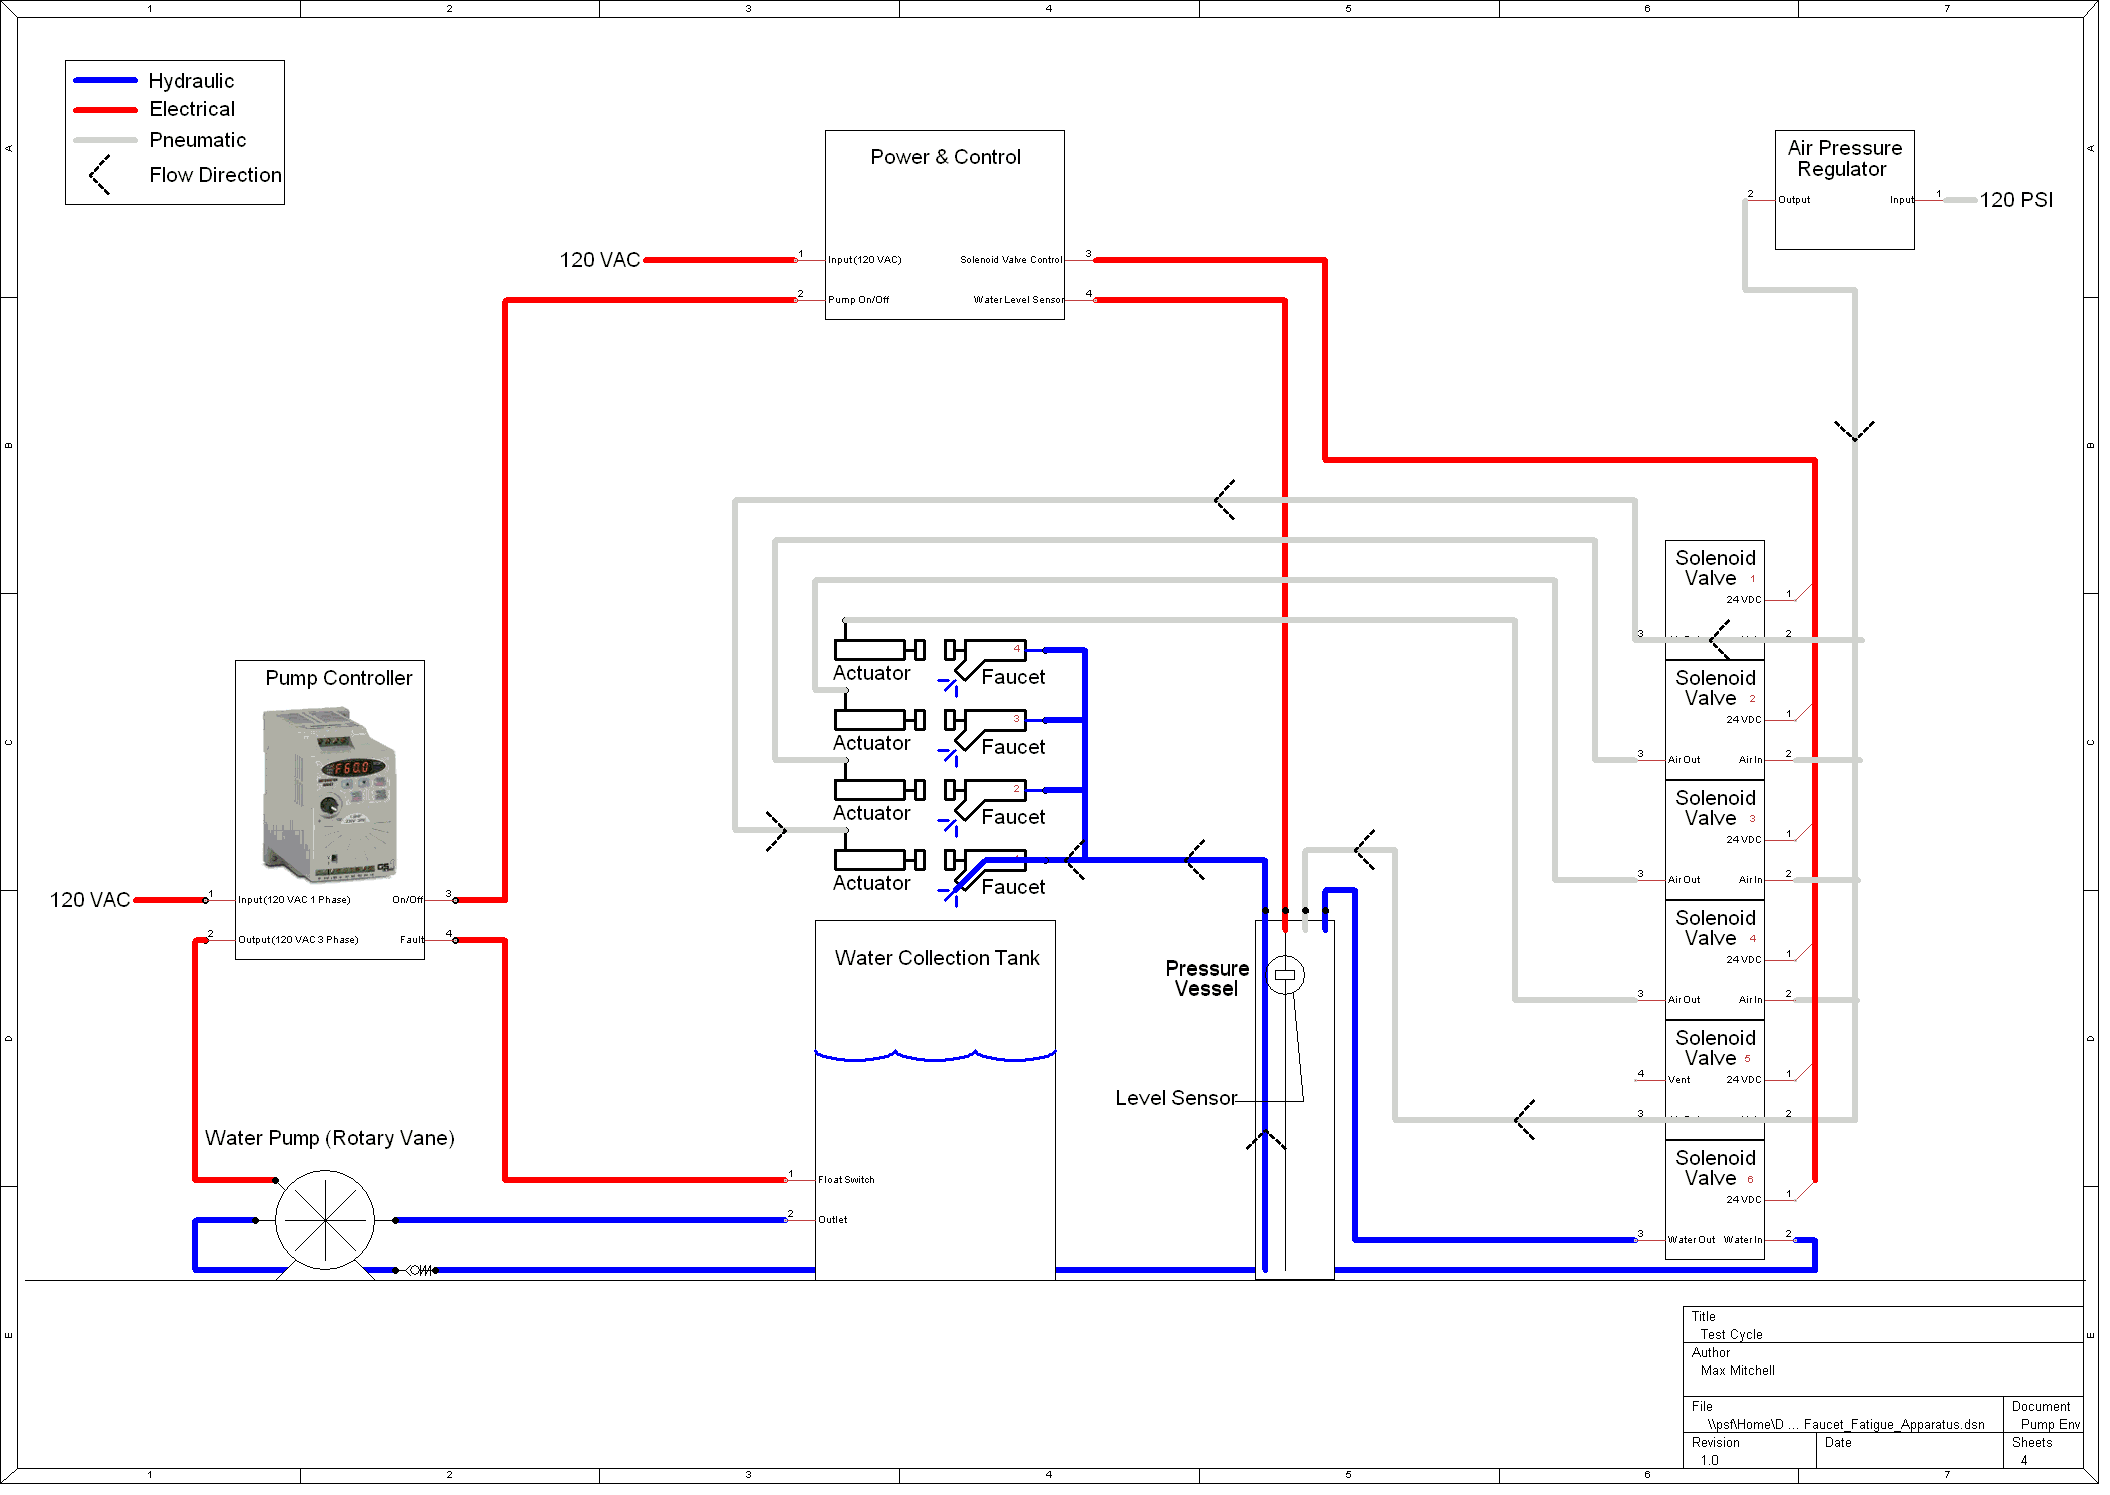 1 2 3 4 5 6 7
Hydraulic
Electrical
Pneumatic
Flow Direction
A
A
Power & Control
120 VAC
1
Input (120 VAC)
Solenoid Valve Control
3
2
Pump On/Off
Water Level Sensor
4
Air Pressure
Regulator
2
Output
Input
1
120 PSI
B
B
Solenoid
Valve 1
24 VDC
1
3
2
Solenoid
Valve 2
24 VDC
1
3
Air Out
Air In
2
Solenoid
Valve 3
24 VDC
1
3
Air Out
Air In
2
Solenoid
Valve 4
24 VDC
1
3
Air Out
Air In
2
Solenoid
Valve 5
4
Vent
24 VDC
1
3
2
Solenoid
Valve 6
24 VDC
1
3
Water Out
Water In
2
4
Actuator
Faucet
3
Actuator
Faucet
2
Actuator
Faucet
Actuator
Faucet
C
C
Pump Controller
F60.0
GS
120 VAC
1
Input (120 VAC 1 Phase)
On/Off
3
2
Output (120 VAC 3 Phase)
Fault
4
Water Collection Tank
Pressure
Vessel
Level Sensor
D
D
Water Pump (Rotary Vane)
1
Float Switch
2
Outlet
E
E
Title
Test Cycle
Author
Max Mitchell
File
\\psf\Home\D ... Faucet_Fatigue_Apparatus.dsn
Document
Pump Env
Revision
1.0
Date
Sheets
4
1 2 3 4 5 6 7